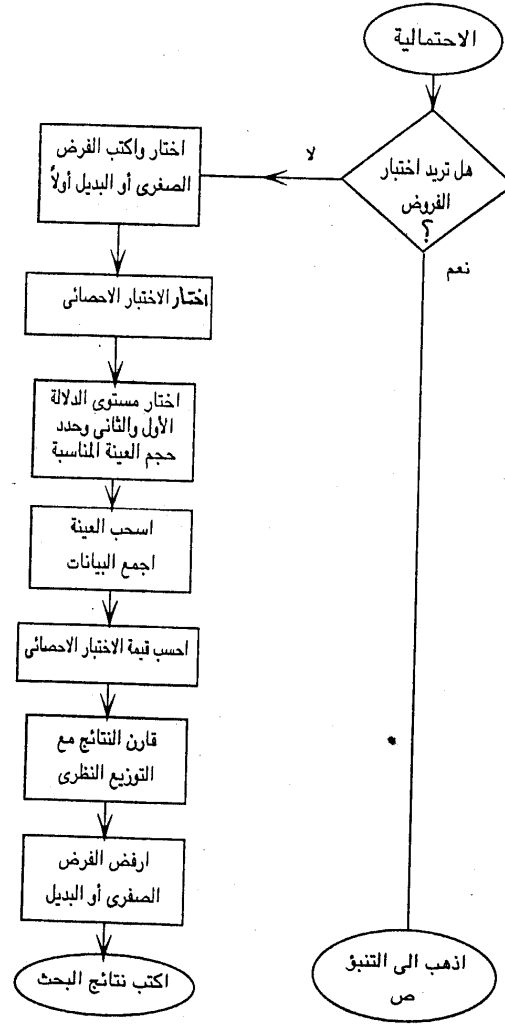 الاحتمالية
هل تريد اختبار
الفروض
؟
لا
نعم
اختار واكتب الفرض
الصفرى أو البديل أولاً
اختار الاختبار الاحصائى
اختار مستوى الدلالة
الأول والثانى وحدد
حجم العينة المناسبة
اسحب العينة
اجمع البيانات
احسب قيمة الاختبار الاحصائى
قارن النتائج مع
التوزيع النظرى
ارفض الفرض
الصفرى أو البديل
اكتب نتائج البحث
اذهب الى التنبؤ
ص